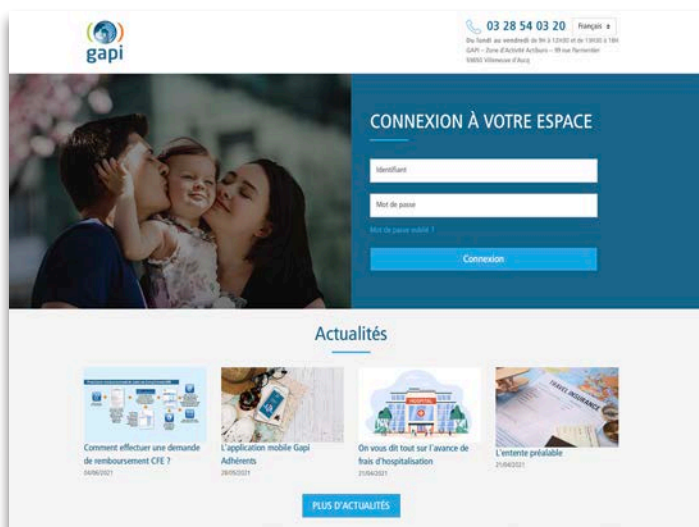 gapi
03 28 54 03 20 Français
Du lundi au vendredi de 9H à 12H30 et de 13H30 à 18H
GAPI – Zone d'Activité Actiburo – 99 rue Parmentier
59650 Villeneuve d'Ascq
CONNEXION À VOTRE ESPACE
Identifiant
Mot de passe
Mot de passe oublié ?
Connexion
Actualités
HOSPITAL
TRAVEL INSURANCE
Comment effectuer une demande
de remboursement CFE ?
04/06/2021
L'application mobile Gapi
Adhérents
28/05/2021
On vous dit tout sur l'avance de
frais d'hospitalisation
21/04/2021
L'entente préalable
21/04/2021
PLUS D'ACTUALITÉS